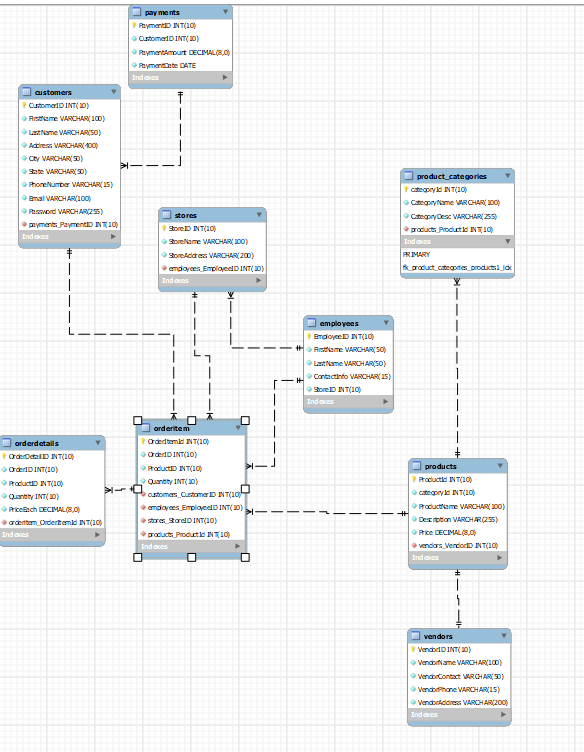 payments
PaymentID INT(10)
CustomerID INT(10)
PaymentAmount DECIMAL(8,0)
PaymentDate DATE
Indexes
customers
CustomerID INT(10)
FirstName VARCHAR(100)
LastName VARCHAR(50)
Address VARCHAR(400)
City VARCHAR(50)
State VARCHAR(50)
PhoneNumber VARCHAR(15)
Email VARCHAR(100)
Password VARCHAR(255)
payments_PaymentID INT(10)
Indexes
product_categories
categoryId INT(10)
CategoryName VARCHAR(100)
CategoryDesc VARCHAR(255)
products_ProductId INT(10)
Indexes
PRIMARY
fk_product_categories_products1_idx
stores
StoreID INT(10)
StoreName VARCHAR(100)
StoreAddress VARCHAR(200)
employees_EmployeeID INT(10)
Indexes
employees
EmployeeID INT(10)
FirstName VARCHAR(50)
LastName VARCHAR(50)
ContactInfo VARCHAR(15)
StoreID INT(10)
Indexes
orderitem
OrderItemId INT(10)
OrderID INT(10)
ProductID INT(10)
Quantity INT(10)
customers_CustomerID INT(10)
employees_EmployeeID INT(10)
stores_StoreID INT(10)
products_ProductId INT(10)
Indexes
orderdetails
OrderDetailID INT(10)
OrderID INT(10)
ProductID INT(10)
Quantity INT(10)
PriceEach DECIMAL(8,0)
orderitem_OrderItemId INT(10)
Indexes
products
ProductId INT(10)
categoryId INT(10)
ProductName VARCHAR(100)
Description VARCHAR(255)
Price DECIMAL(8,0)
vendors_VendorID INT(10)
Indexes
vendors
VendorID INT(10)
VendorName VARCHAR(100)
VendorContact VARCHAR(50)
VendorPhone VARCHAR(15)
VendorAddress VARCHAR(200)
Indexes